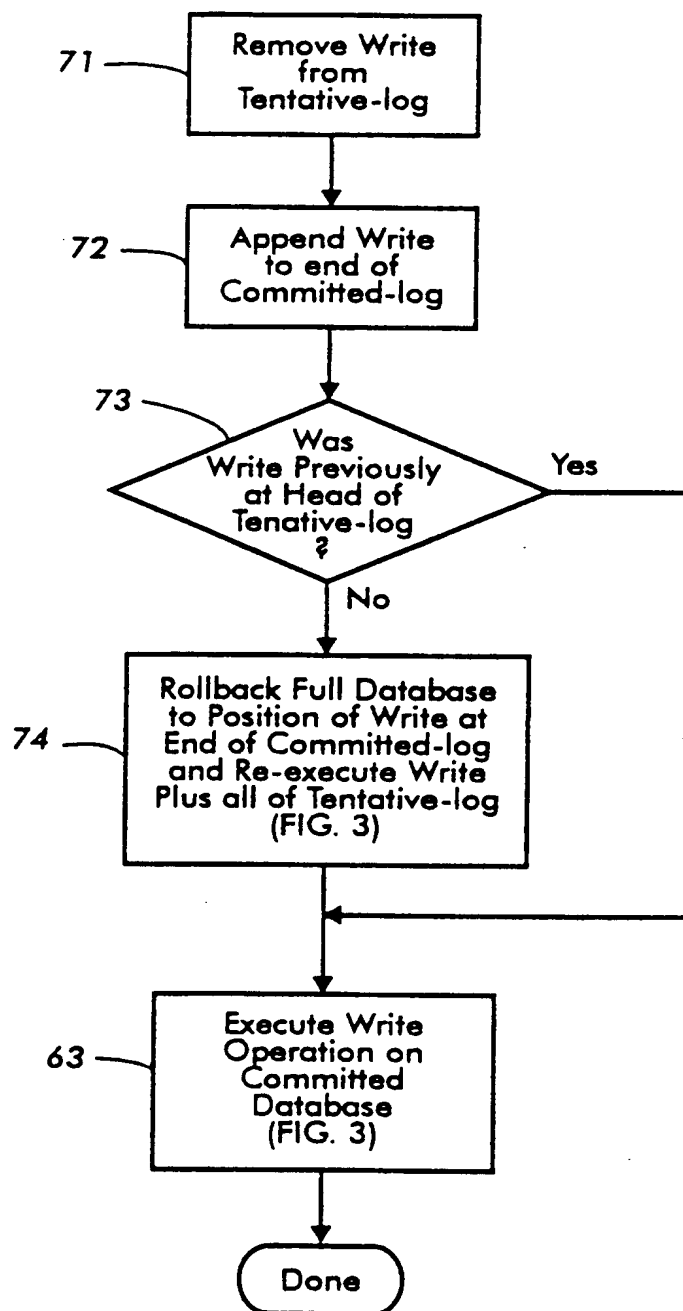 71
Remove Write
from
Tentative-log
72
Append Write
to end of
Committed-log
73
Was
Write Previously
at Head of
Tenative-log
?
Yes
No
74
Rollback Full Database
to Position of Write at
End of Committed-log
and Re-execute Write
Plus all of Tentative-log
(FIG. 3)
63
Execute Write
Operation on
Committed
Database
(FIG. 3)
Done